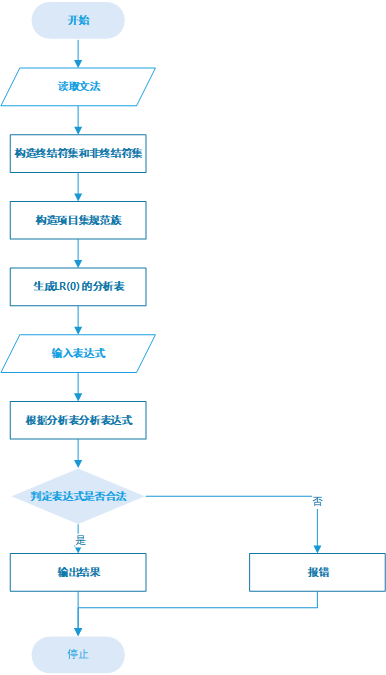 开始
读取文法
构造终结符集和非终结符集
构造项目集规范族
生成LR(0) 的分析表
输入表达式
根据分析表分析表达式
判定表达式是否合法
否
是
输出结果
报错
停止